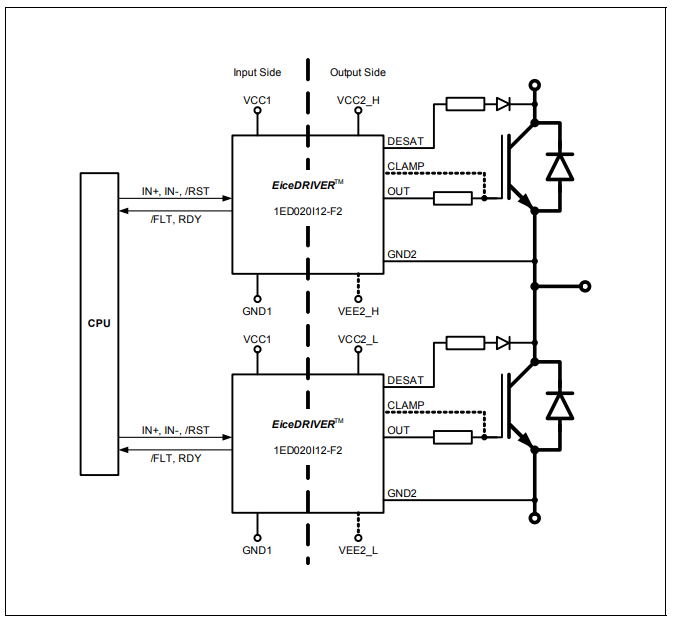 Input Side
Output Side
VCC1
VCC2_H
DESAT
CLAMP
EiceDRIVER™
OUT
IN+, IN-, /RST
1ED020I12-F2
/FLT, RDY
GND2
GND1
VEE2_H
CPU
VCC1
VCC2_L
DESAT
CLAMP
EiceDRIVER™
OUT
IN+, IN-, /RST
1ED020I12-F2
/FLT, RDY
GND2
GND1
VEE2_L